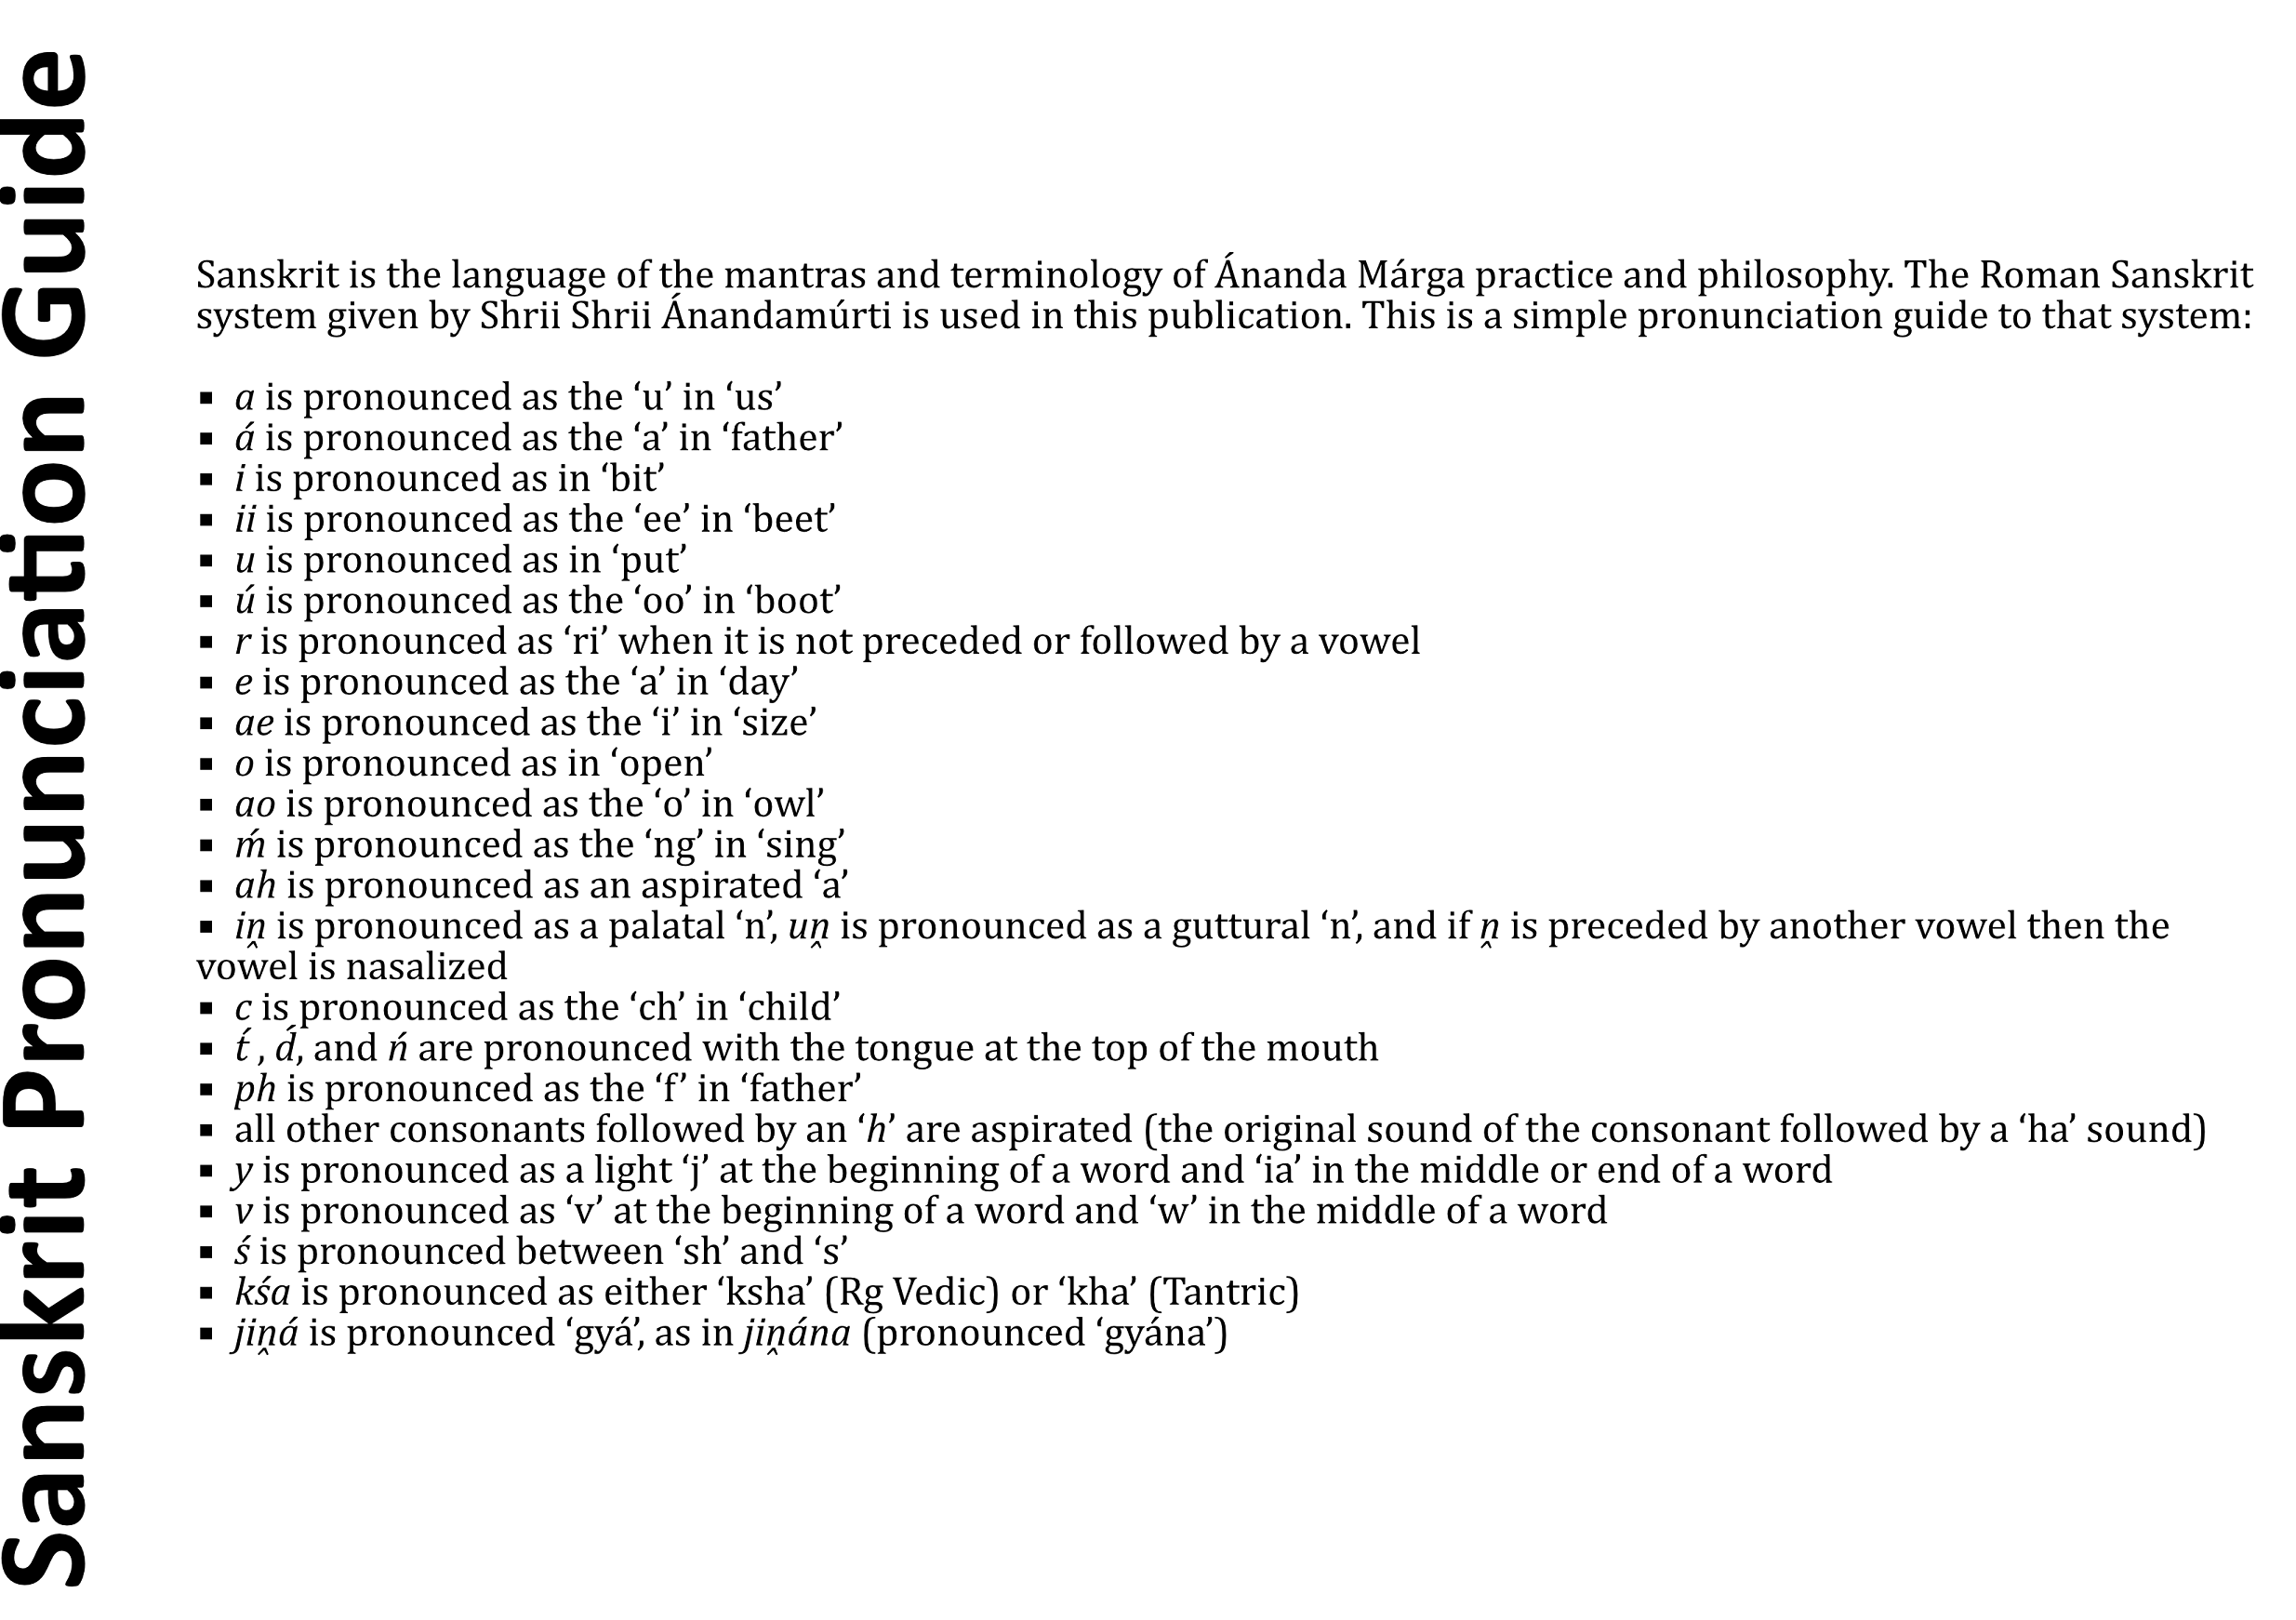 Sanskrit Pronunciation Guide
Sanskrit is the language of the mantras and terminology of Ánanda Márga practice and philosophy. The Roman Sanskrit
system given by Shrii Shrii Ánandamúrti is used in this publication. This is a simple pronunciation guide to that system:
▪ a is pronounced as the ‘u’ in ‘us’
▪ á is pronounced as the ‘a’ in ‘father’
▪ i is pronounced as in ‘bit’
▪ ii is pronounced as the ‘ee’ in ‘beet’
▪ u is pronounced as in ‘put’
▪ ú is pronounced as the ‘oo’ in ‘boot’
▪ r is pronounced as ‘ri’ when it is not preceded or followed by a vowel
▪ e is pronounced as the ‘a’ in ‘day’
▪ ae is pronounced as the ‘i’ in ‘size’
▪ o is pronounced as in ‘open’
▪ ao is pronounced as the ‘o’ in ‘owl’
▪ ḿ is pronounced as the ‘ng’ in ‘sing’
▪ ah is pronounced as an aspirated ‘a’
▪ iṋ is pronounced as a palatal ‘n’, uṋ is pronounced as a guttural ‘n’, and if ṋ is preceded by another vowel then the
vowel is nasalized
▪ c is pronounced as the ‘ch’ in ‘child’
▪ t́ , d́, and ń are pronounced with the tongue at the top of the mouth
▪ ph is pronounced as the ‘f’ in ‘father’
▪ all other consonants followed by an ‘h’ are aspirated (the original sound of the consonant followed by a ‘ha’ sound)
▪ y is pronounced as a light ‘j’ at the beginning of a word and ‘ia’ in the middle or end of a word
▪ v is pronounced as ‘v’ at the beginning of a word and ‘w’ in the middle of a word
▪ ś is pronounced between ‘sh’ and ‘s’
▪ kśa is pronounced as either ‘ksha’ (Rg Vedic) or ‘kha’ (Tantric)
▪ jiṋá is pronounced ‘gyá’, as in jiṋána (pronounced ‘gyána’)